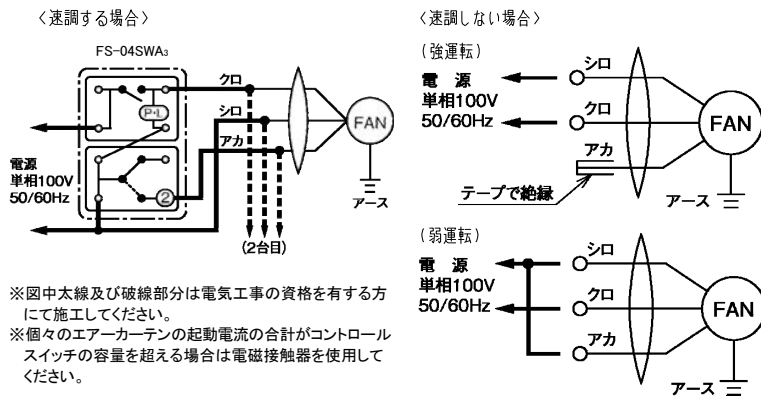 〈速調する場合〉
FS-04SWA₃
P・L
2
電源
単相100V
50/60Hz
クロ
シロ
アカ
FAN
アース
(2台目)
※図中太線及び破線部分は電気工事の資格を有する方
にて施工してください。
※個々のエアーカーテンの起動電流の合計がコントロール
スイッチの容量を超える場合は電磁接触器を使用して
ください。
〈速調しない場合〉
(強運転)
電 源
単相100V
50/60Hz
シロ
クロ
アカ
テープで絶縁
FAN
アース
(弱運転)
電 源
単相100V
50/60Hz
シロ
クロ
アカ
FAN
アース